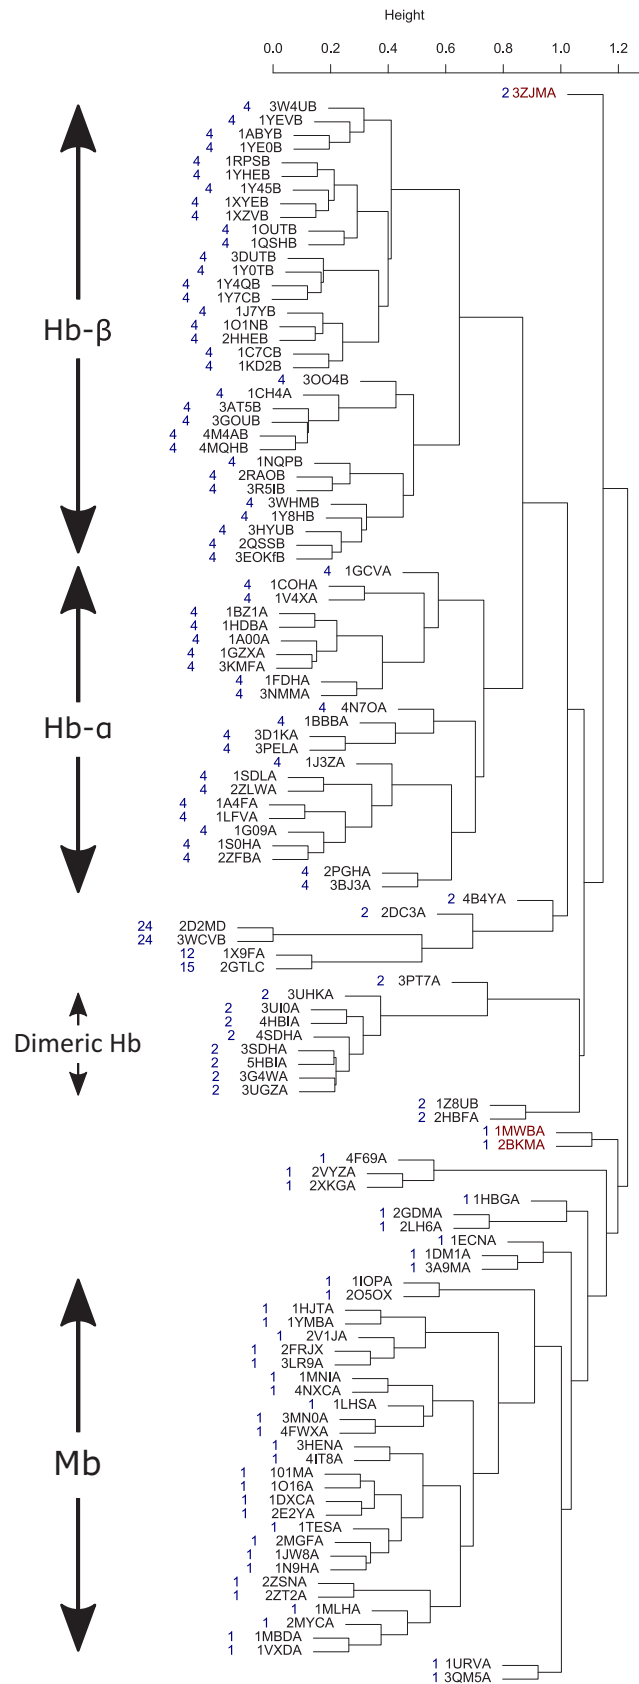 Height
0.0 0.2 0.4 0.6 0.8 1.0 1.2
2 3ZJMA
4 3W4UB
4 1YEVB
4 1ABYB
4 1YE0B
4 1RPSB
4 1YHEB
4 1Y45B
4 1XYEB
4 1XZVB
4 1OUTB
4 1QSHB
4 3DUTB
4 1Y0TB
4 1Y4QB
4 1Y7CB
4 1J7YB
4 1O1NB
Hb-β
4 2HHEB
4 1C7CB
4 1KD2B
4 3OO4B
4 1CH4A
4 3AT5B
4 3GOUB
4 4M4AB
4 4MQHB
4 1NQPB
4 2RAOB
4 3R5IB
4 3WHMB
4 1Y8HB
4 3HYUB
4 2QSSB
4 3EOKfB
4 1GCVA
4 1COHA
4 1V4XA
4 1BZ1A
4 1HDBA
4 1A00A
4 1GZXA
4 3KMFA
4 1FDHA
4 3NMMA
4 4N7OA
4 1BBBA
Hb-α
4 3D1KA
4 3PELA
4 1J3ZA
4 1SDLA
4 2ZLWA
4 1A4FA
4 1LFVA
4 1G09A
4 1S0HA
4 2ZFBA
4 2PGHA
4 3BJ3A
2 4B4YA
2 2DC3A
24 2D2MD
24 3WCVB
12 1X9FA
15 2GTLC
2 3PT7A
2 3UHKA
2 3UI0A
2 4HBIA
2 4SDHA
Dimeric Hb
2 3SDHA
2 5HBIA
2 3G4WA
2 3UGZA
2 1Z8UB
2 2HBFA
1 1MWBA
1 2BKMA
1 4F69A
1 2VYZA
1 2XKGA
1 1HBGA
1 2GDMA
1 2LH6A
1 1ECNA
1 1DM1A
1 3A9MA
1 1IOPA
1 2O5OX
1 1HJTA
1 1YMBA
1 2V1JA
1 2FRJX
1 3LR9A
1 1MNIA
1 4NXCA
1 1LHSA
1 3MN0A
1 4FWXA
1 3HENA
1 4IT8A
Mb
1 101MA
1 1O16A
1 1DXCA
1 2E2YA
1 1TESA
1 2MGFA
1 1JW8A
1 1N9HA
1 2ZSNA
1 2ZT2A
1 1MLHA
1 2MYCA
1 1MBDA
1 1VXDA
1 1URVA
1 3QM5A